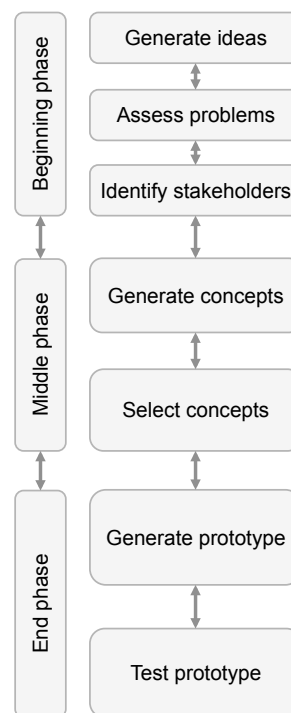 Beginning phase
Generate ideas
Assess problems
Identify stakeholders
Middle phase
Generate concepts
Select concepts
End phase
Generate prototype
Test prototype